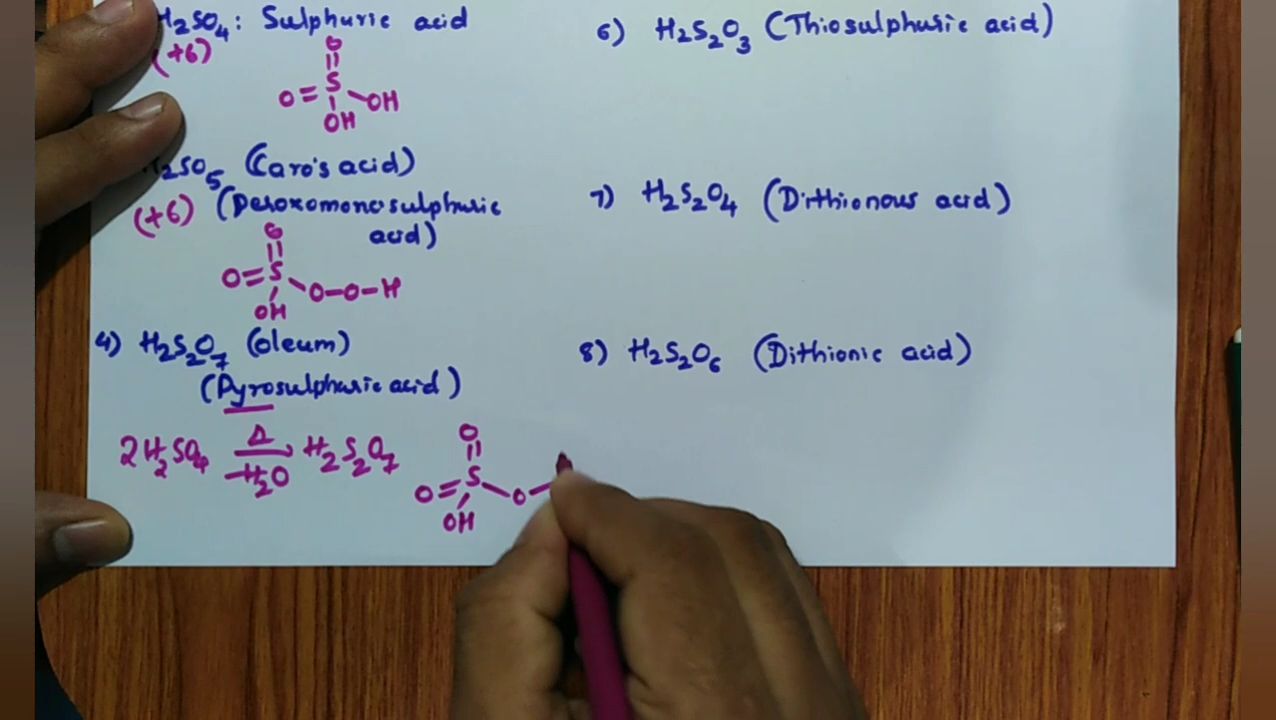 H₂SO₄: Sulphuric acid
(+6)
O
||
O=S-OH
OH
H₂SO₅ (Caro's acid)
(+6) (Peroxomonosulphuric
acid)
O
||
O=S-O-O-H
OH
4) H₂S₂O₇ (oleum)
(Pyrosulphuric acid)
2H₂SO₄ Δ→ -H₂O H₂S₂O₇
O
||
O=S-O-
OH
6) H₂S₂O₃ (Thiosulphuric acid)
7) H₂S₂O₄ (Dithionous acid)
8) H₂S₂O₆ (Dithionic acid)